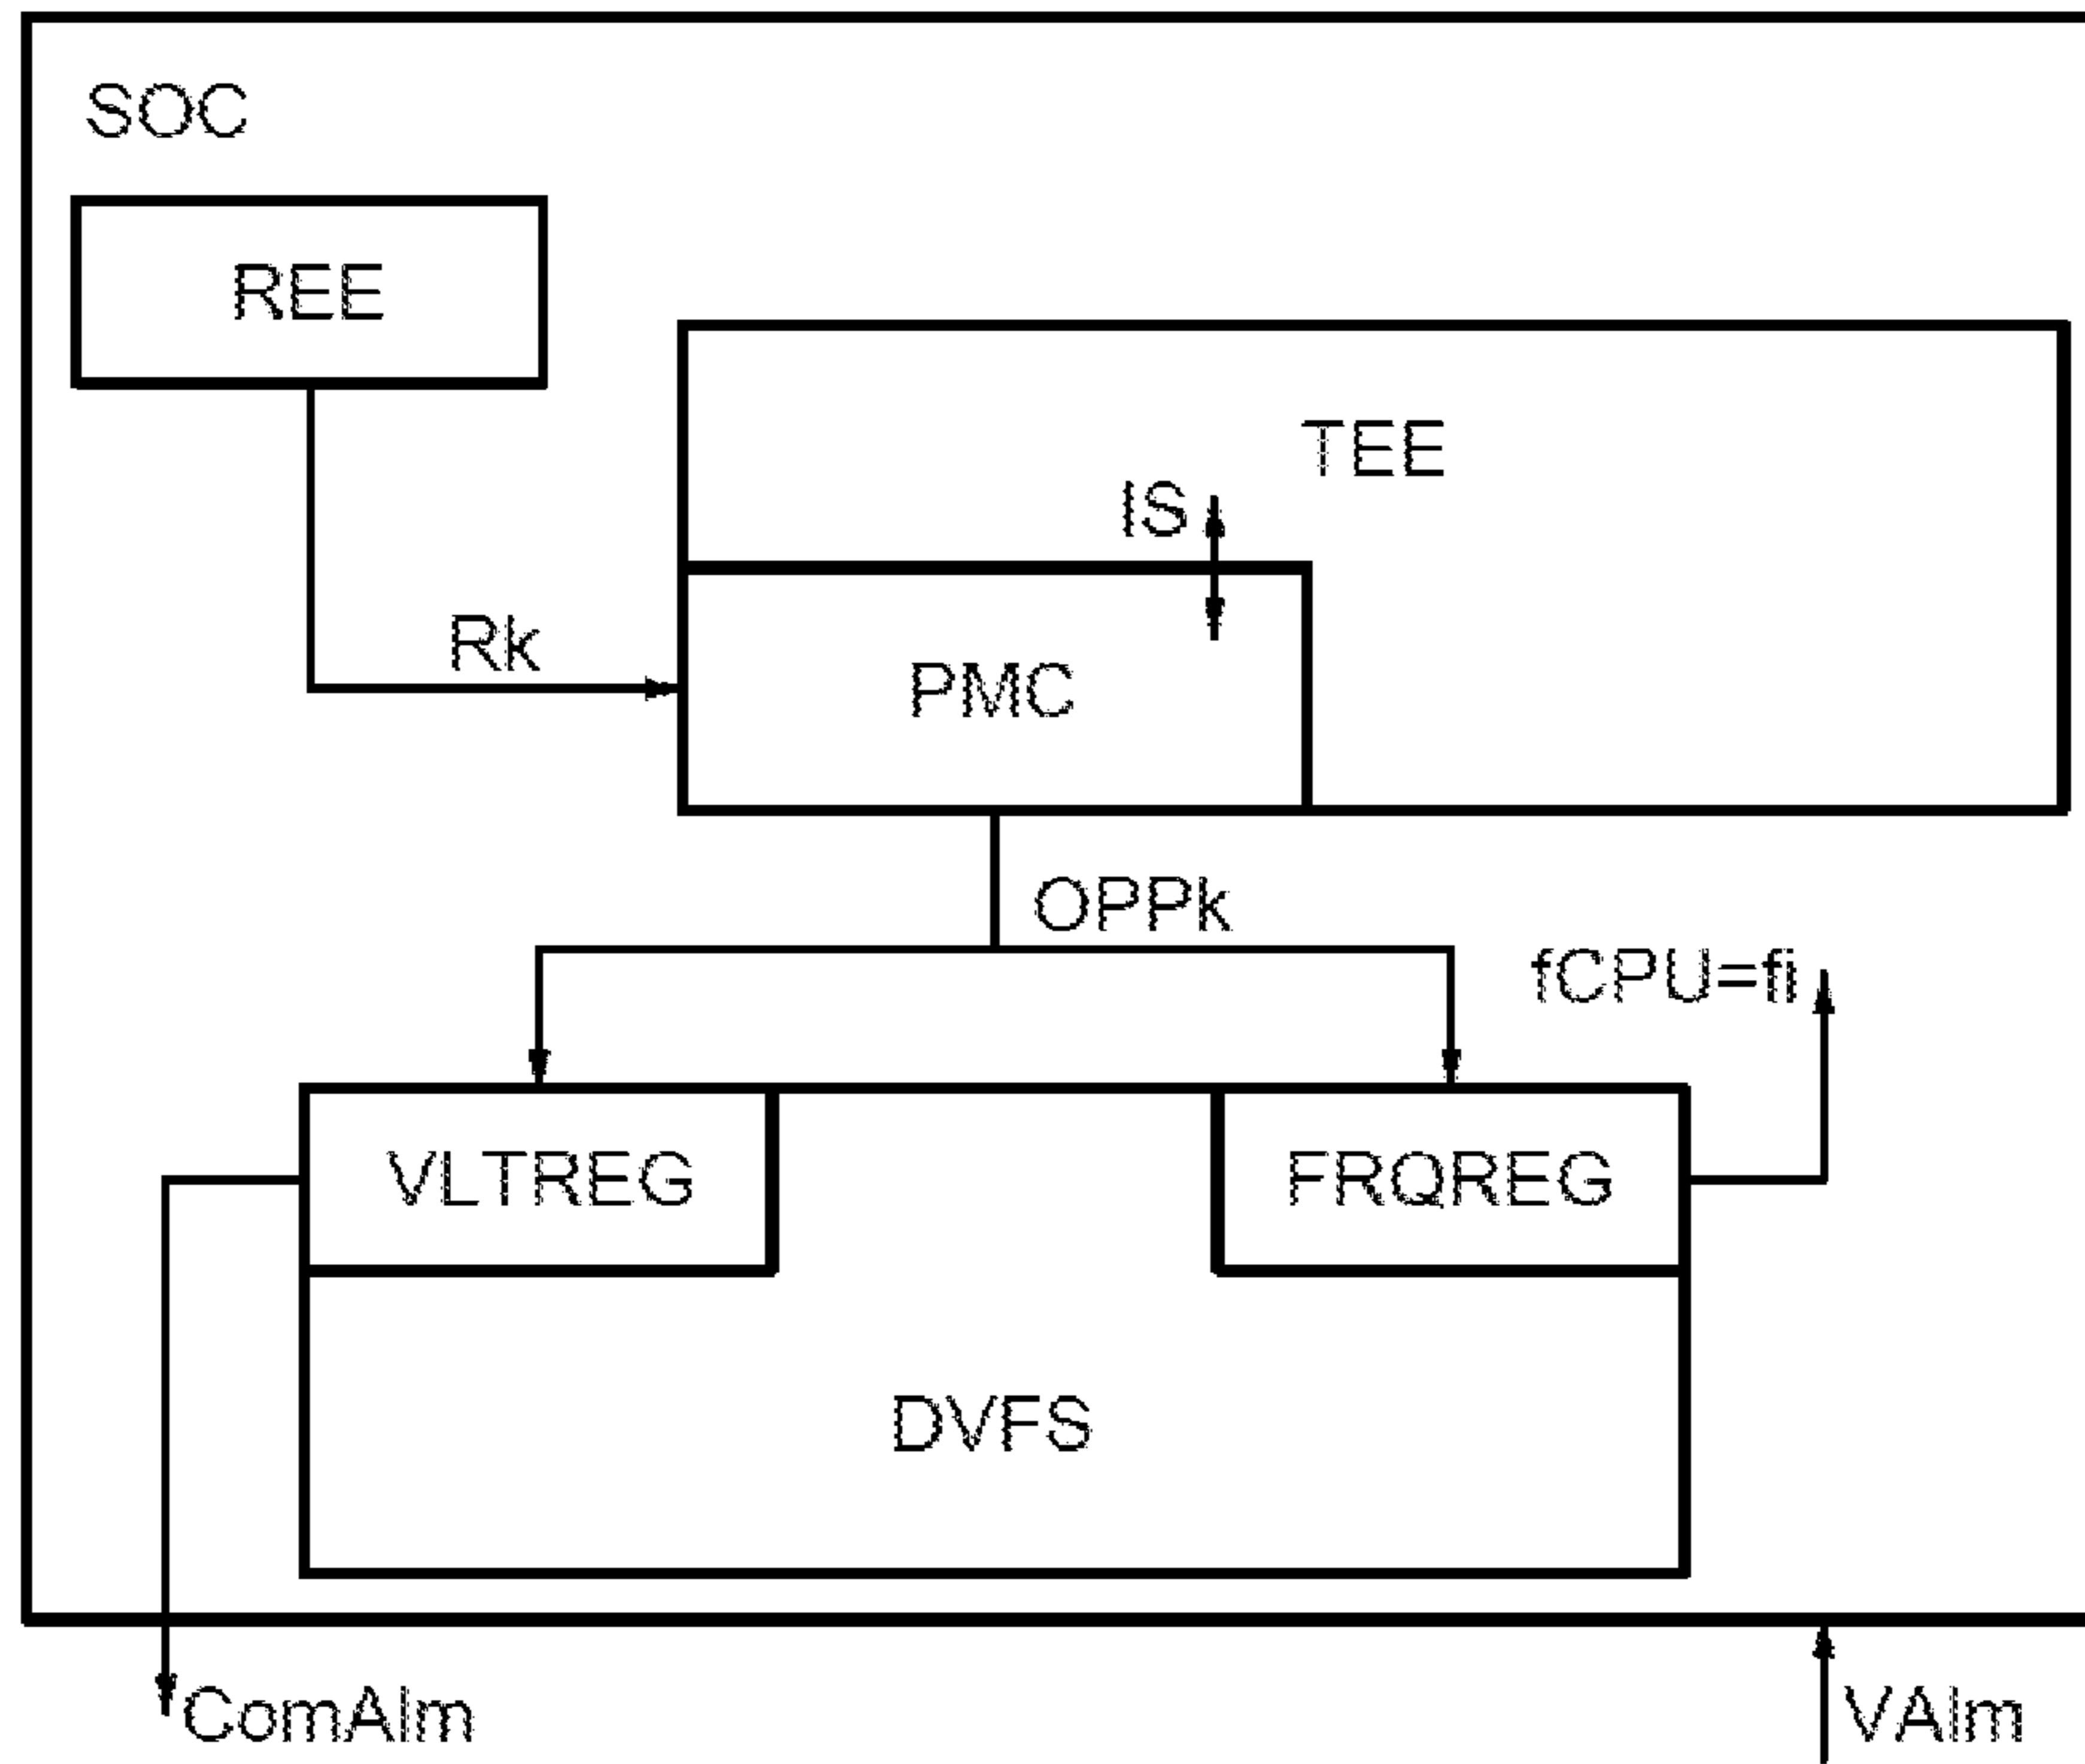 SOC
REE
TEE
IS
Rk
PMC
OPPk
fCPU=fi
VLTREG
FRQREG
DVFS
ComAlm
VAlm